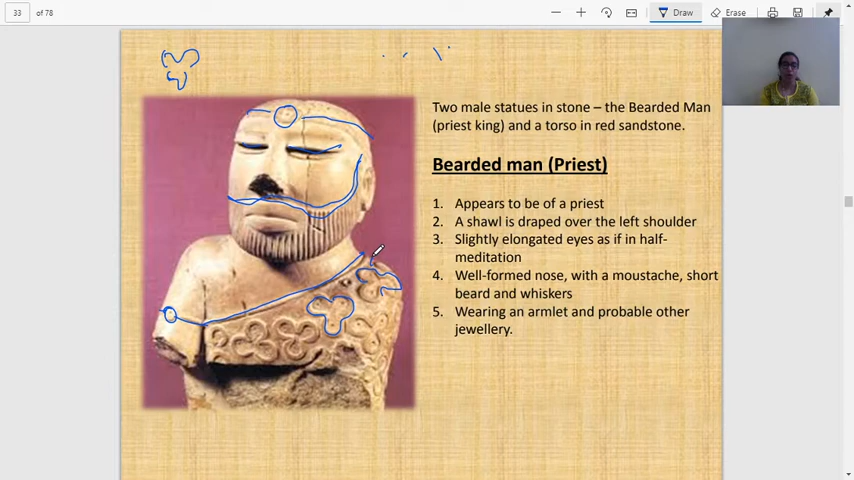 33 of 78
Draw
Erase
Two male statues in stone – the Bearded Man
(priest king) and a torso in red sandstone.
Bearded man (Priest)
1. Appears to be of a priest
2. A shawl is draped over the left shoulder
3. Slightly elongated eyes as if in half-
meditation
4. Well-formed nose, with a moustache, short
beard and whiskers
5. Wearing an armlet and probable other
jewellery.